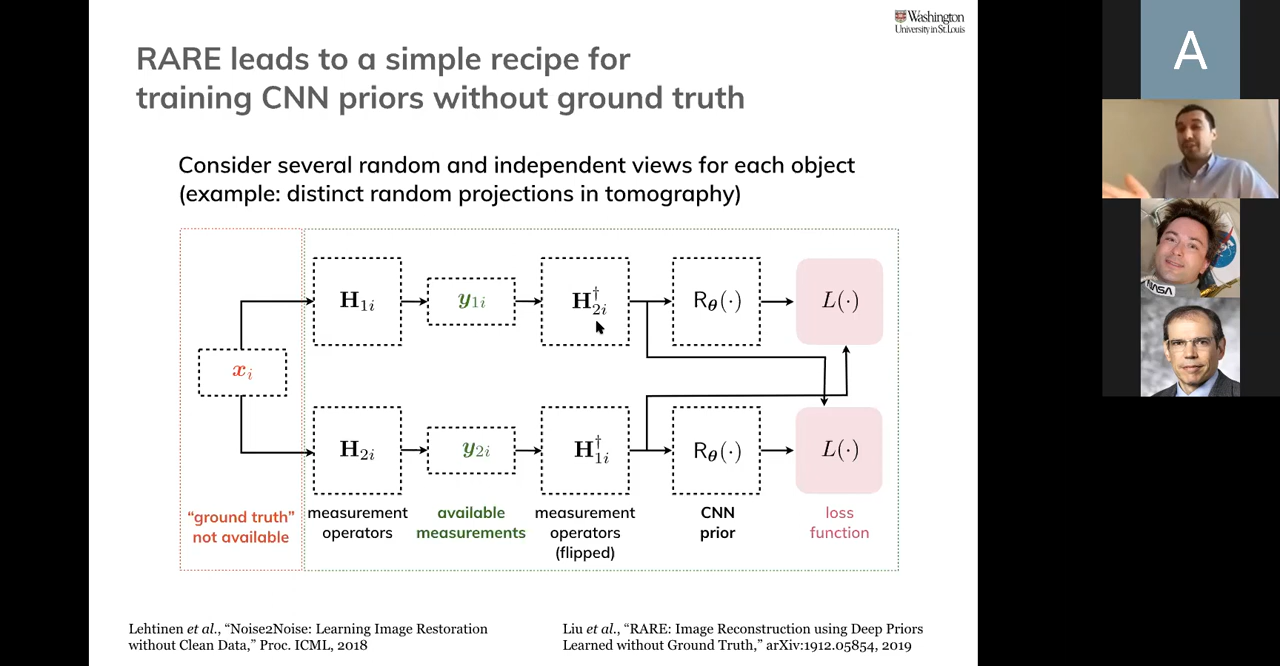 Washington
University in St. Louis
RARE leads to a simple recipe for
training CNN priors without ground truth
Consider several random and independent views for each object
(example: distinct random projections in tomography)
H₁ᵢ
y₁ᵢ
H†₂ᵢ
R_θ(·)
L(·)
xᵢ
H₂ᵢ
y₂ᵢ
H†₁ᵢ
R_θ(·)
L(·)
“ground truth”
not available
measurement
operators
available
measurements
measurement
operators
(flipped)
CNN
prior
loss
function
Lehtinen et al., “Noise2Noise: Learning Image Restoration
without Clean Data,” Proc. ICML, 2018
Liu et al., “RARE: Image Reconstruction using Deep Priors
Learned without Ground Truth,” arXiv:1912.05854, 2019
A
NASA